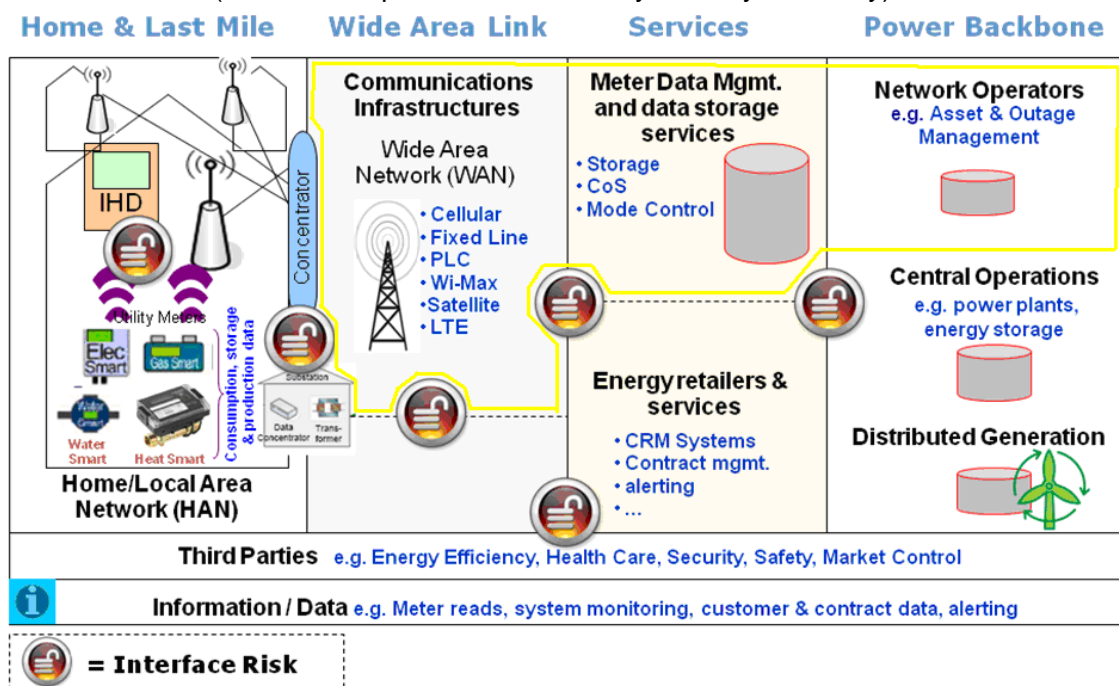 Home & Last Mile
Wide Area Link
Services
Power Backbone
IHD
Utility Meters
Elec
Smart
Gas Smart
Water
Smart
Water
Smart
Heat Smart
Consumption, storage
& production data
Home/Local Area
Network (HAN)
Concentrator
Substation
Data
Concentrator
Trans-
former
Communications
Infrastructures
Wide Area
Network (WAN)
• Cellular
• Fixed Line
• PLC
• Wi-Max
• Satellite
• LTE
Meter Data Mgmt.
and data storage
services
• Storage
• CoS
• Mode Control
Energy retailers &
services
• CRM Systems
• Contract mgmt.
• alerting
• ...
Network Operators
e.g. Asset & Outage
Management
Central Operations
e.g. power plants,
energy storage
Distributed Generation
Third Parties e.g. Energy Efficiency, Health Care, Security, Safety, Market Control
Information / Data e.g. Meter reads, system monitoring, customer & contract data, alerting
= Interface Risk